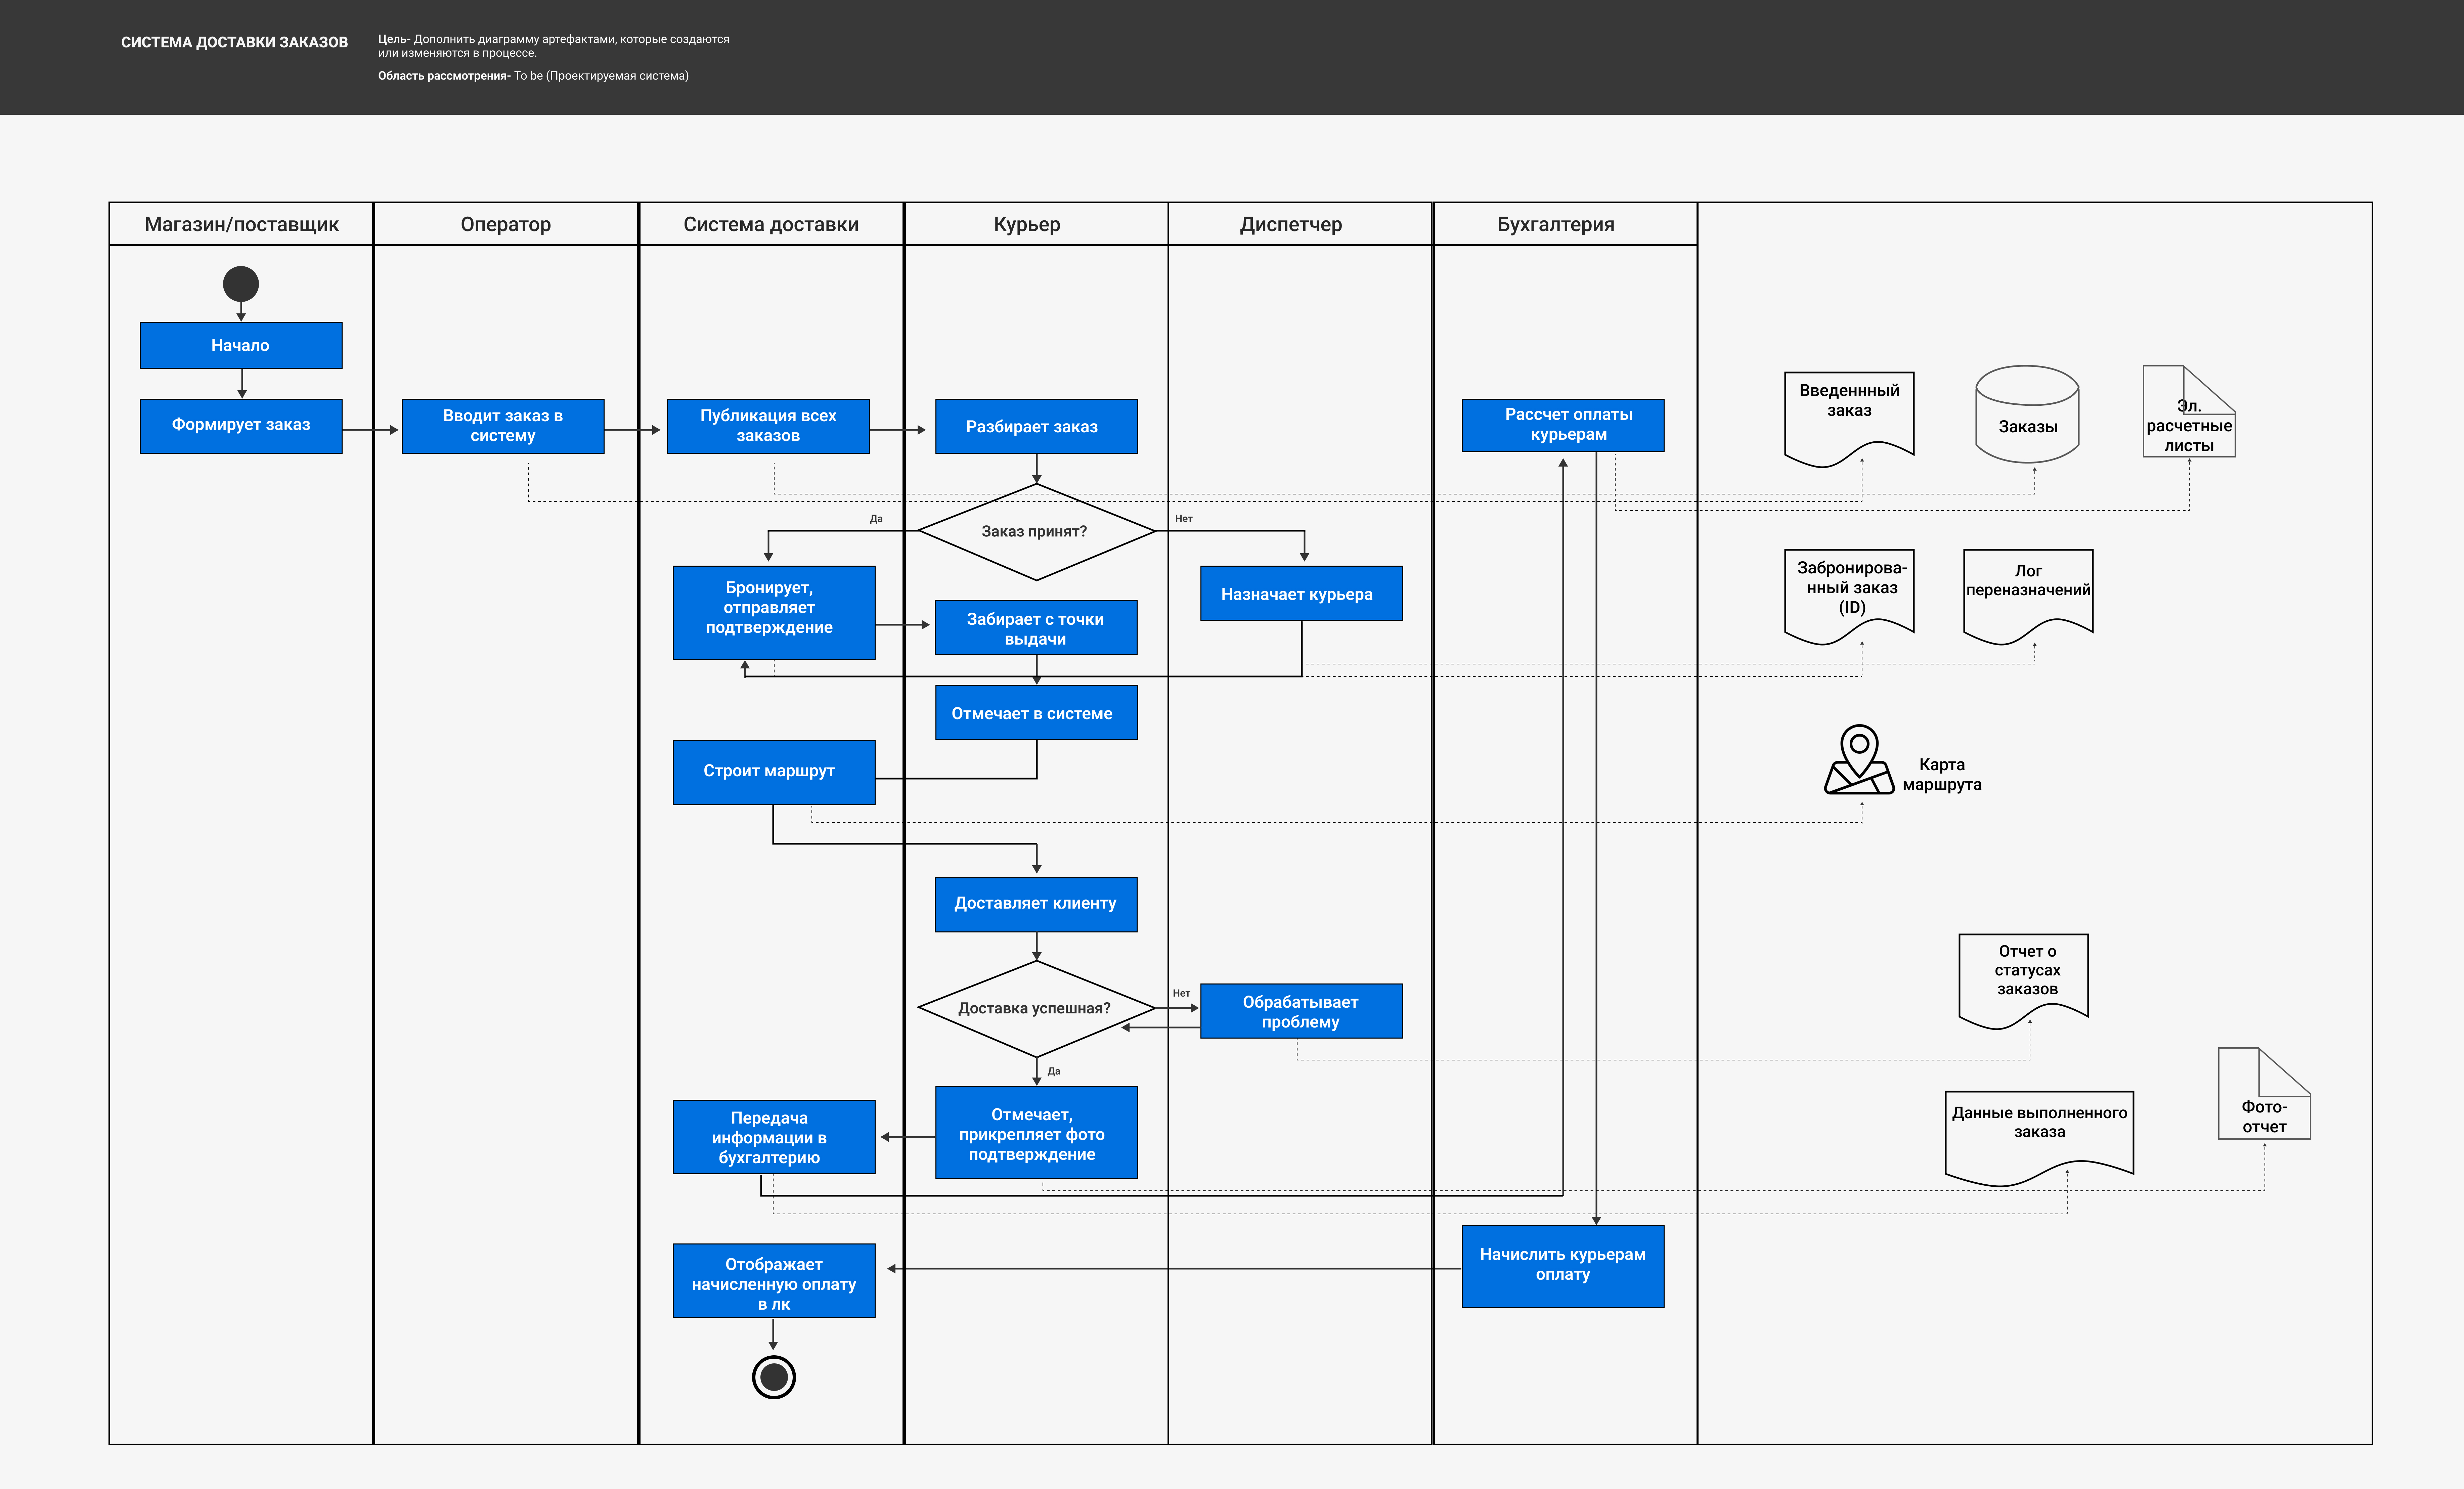 СИСТЕМА ДОСТАВКИ ЗАКАЗОВ
Цель- Дополнить диаграмму артефактами, которые создаются
или изменяются в процессе.
Область рассмотрения- To be (Проектируемая система)
Магазин/поставщик
Оператор
Система доставки
Курьер
Диспетчер
Бухгалтерия
Начало
Формирует заказ
Вводит заказ в
систему
Публикация всех
заказов
Разбирает заказ
Рассчет оплаты
курьерам
Введеннный
заказ
Заказы
Эл.
расчетные
листы
Да
Заказ принят?
Нет
Бронирует,
отправляет
подтверждение
Забирает с точки
выдачи
Назначает курьера
Забронирова-
нный заказ
(ID)
Лог
переназначений
Отмечает в системе
Строит маршрут
Карта
маршрута
Доставляет клиенту
Доставка успешная?
Нет
Обрабатывает
проблему
Отчет о
статусах
заказов
Да
Передача
информации в
бухгалтерию
Отмечает,
прикрепляет фото
подтверждение
Данные выполненного
заказа
Фото-
отчет
Отображает
начисленную оплату
в лк
Начислить курьерам
оплату